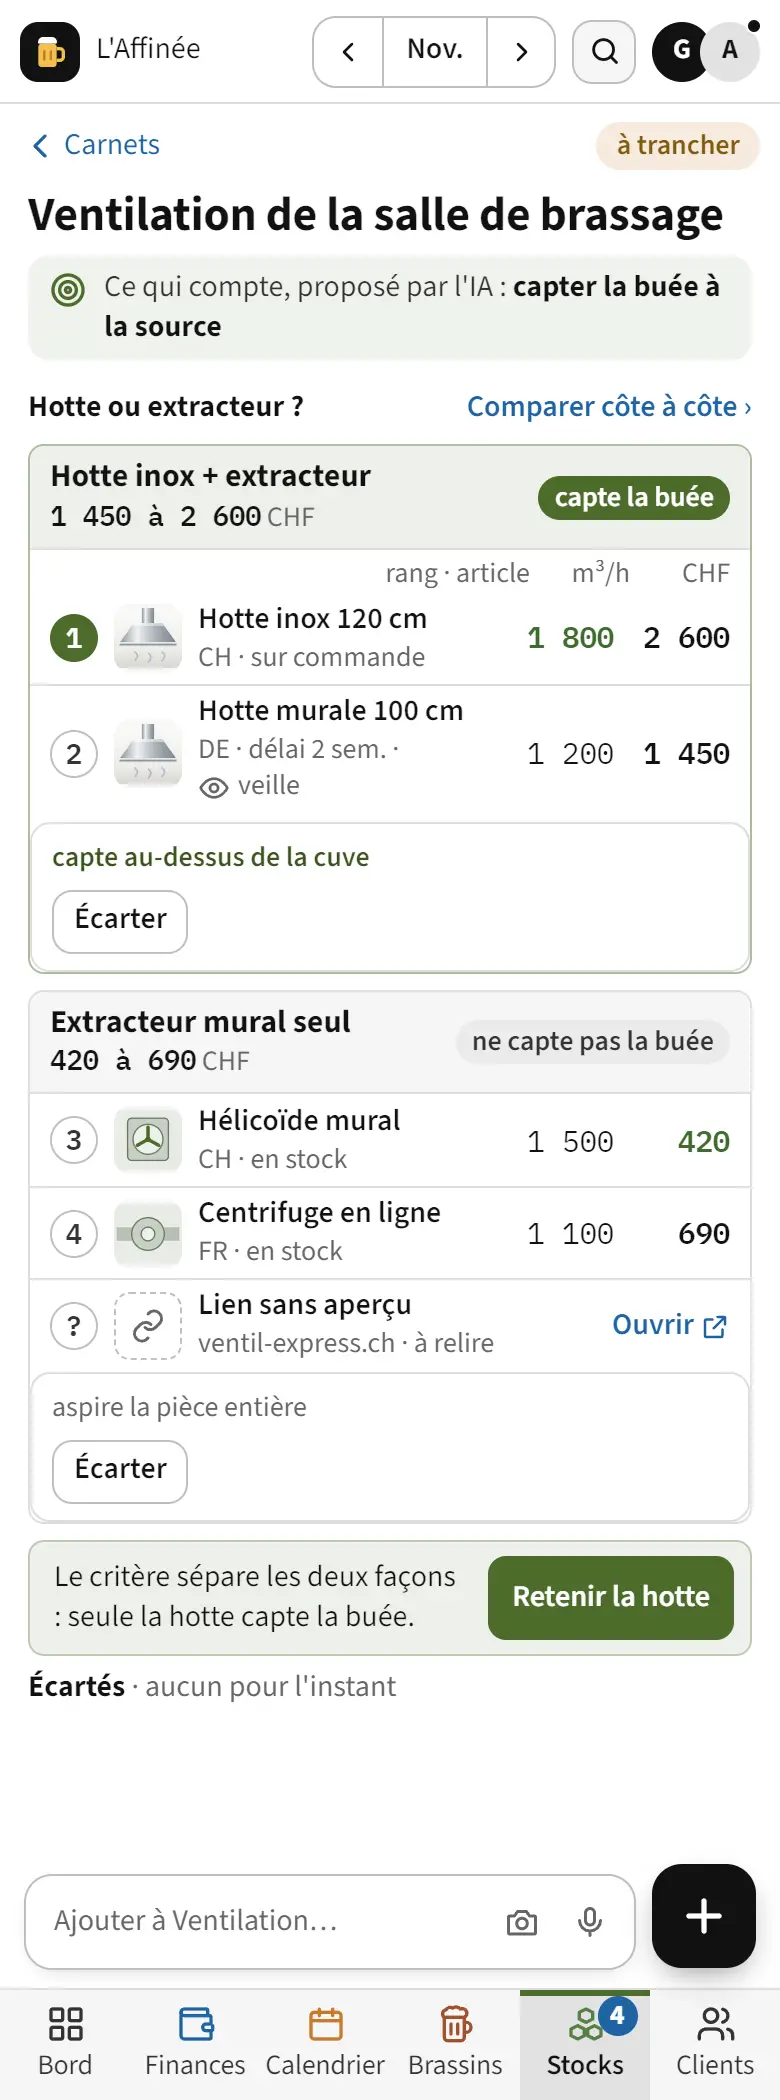 L'Affinée
Nov.
G
A
Carnets
à trancher
Ventilation de la salle de brassage
Ce qui compte, proposé par l'IA : capter la buée à
la source
Hotte ou extracteur ?
Comparer côte à côte ›
Hotte inox + extracteur
1 450 à 2 600 CHF
capte la buée
rang · article
m³/h
CHF
1
Hotte inox 120 cm
CH · sur commande
1 800
2 600
2
Hotte murale 100 cm
DE · délai 2 sem. ·
veille
1 200
1 450
capte au-dessus de la cuve
Écarter
Extracteur mural seul
420 à 690 CHF
ne capte pas la buée
3
Hélicoïde mural
CH · en stock
1 500
420
4
Centrifuge en ligne
FR · en stock
1 100
690
?
Lien sans aperçu
ventil-express.ch · à relire
Ouvrir
aspire la pièce entière
Écarter
Le critère sépare les deux façons
: seule la hotte capte la buée.
Retenir la hotte
Écartés · aucun pour l'instant
Ajouter à Ventilation…
4
Bord
Finances
Calendrier
Brassins
Stocks
Clients